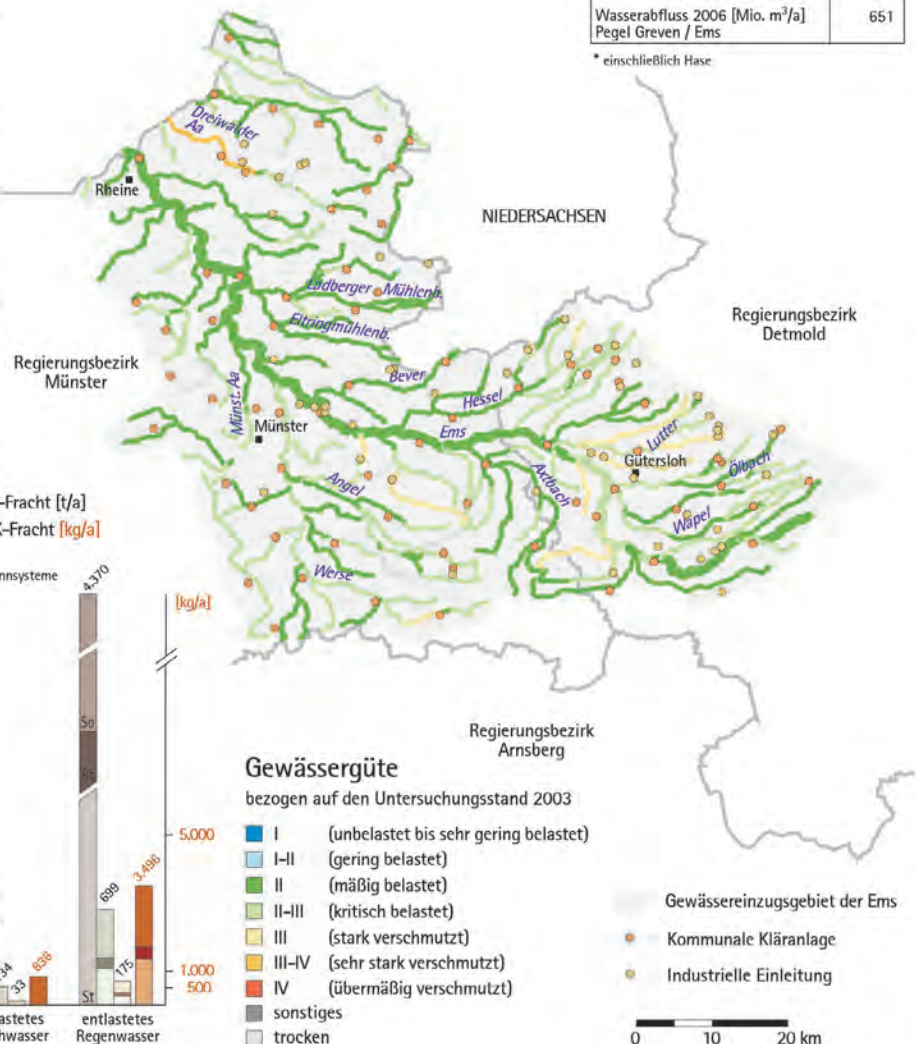 Wasserabfluss 2006 [Mio. m³/a]
Pegel Greven / Ems
651
* einschließlich Hase
Dreiwalder
Aa
Rheine
NIEDERSACHSEN
Ladberger Mühlenb.
Eltringmühlenb.
Regierungsbezirk
Detmold
Regierungsbezirk
Münster
Bever
Hessel
Münst. Aa
Münster
Ems
Lutter
Gütersloh
Ölbach
Axtbach
Angel
Wapel
Werse
-Fracht [t/a]
X-Fracht [kg/a]
nnsysteme
4.370
[kg/a]
So
Regierungsbezirk
Arnsberg
5.000
699
3.496
175
1.000
500
134
33
836
St
lastetes
hwasser
entlastetes
Regenwasser
Gewässergüte
bezogen auf den Untersuchungsstand 2003
I (unbelastet bis sehr gering belastet)
I-II (gering belastet)
II (mäßig belastet)
II-III (kritisch belastet)
III (stark verschmutzt)
III-IV (sehr stark verschmutzt)
IV (übermäßig verschmutzt)
sonstiges
trocken
Gewässereinzugsgebiet der Ems
Kommunale Kläranlage
Industrielle Einleitung
0 10 20 km